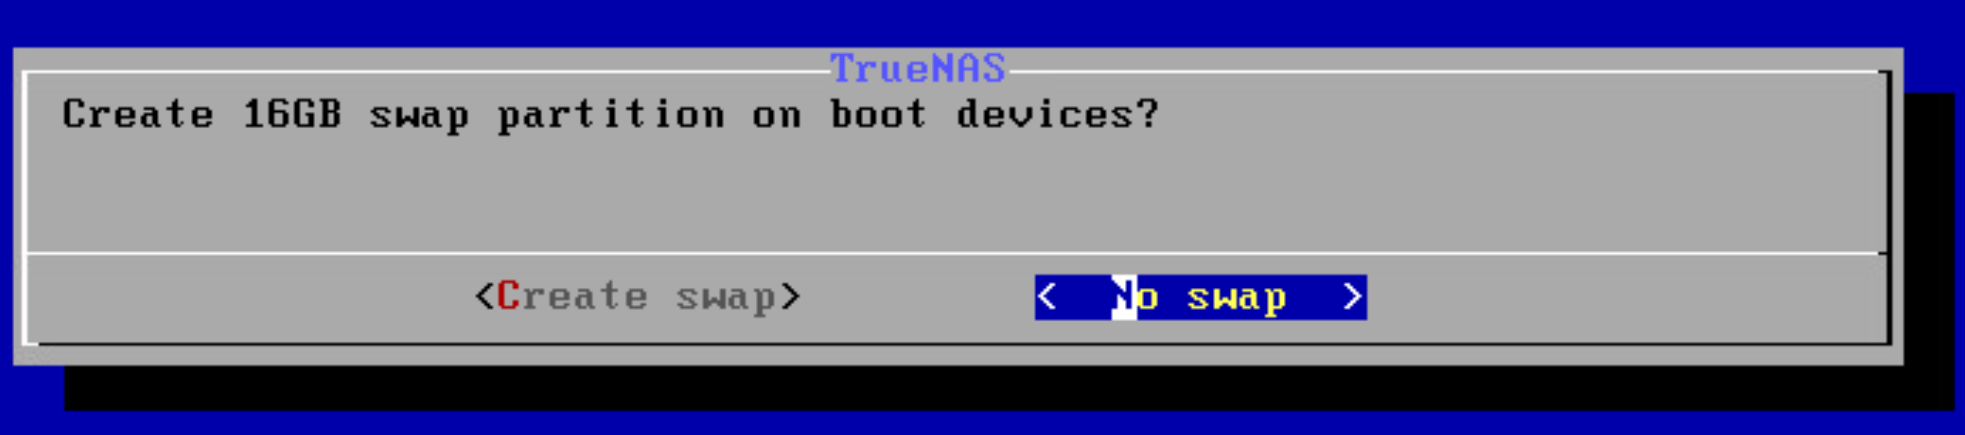 TrueNAS
Create 16GB swap partition on boot devices?
<Create swap> < No swap >